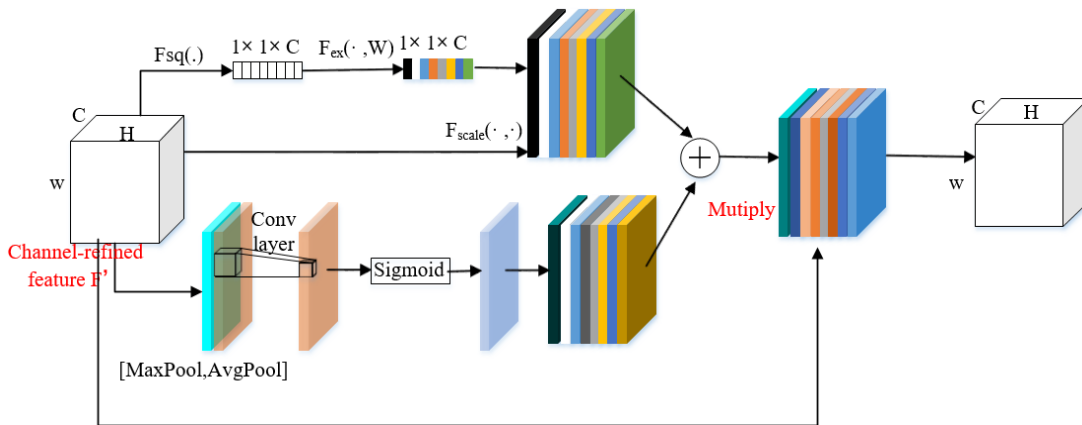 Fsq(.)
1× 1× C
Fex(· ,W)
1× 1× C
C
H
w
Fscale(· ,·)
Channel-refined
feature F'
Conv
layer
Sigmoid
[MaxPool,AvgPool]
+
Mutiply
C
H
w